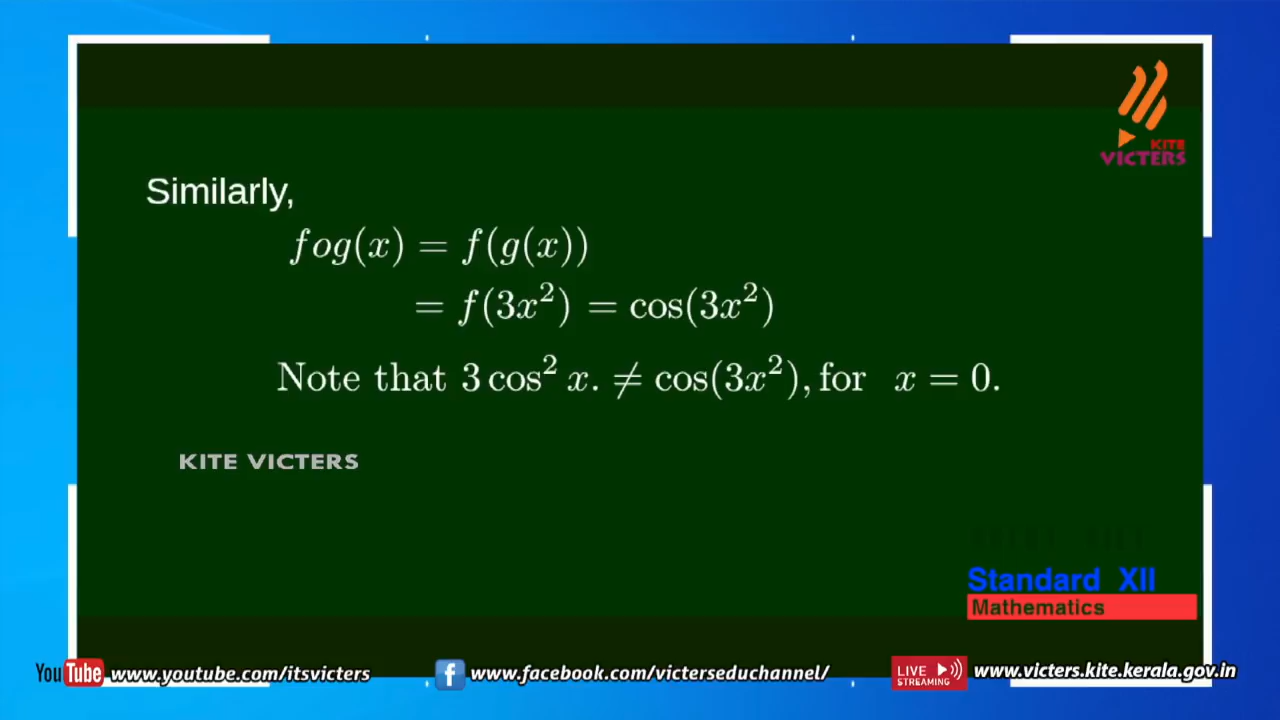 KITE
VICTERS
Similarly,
fog(x) = f(g(x))
= f(3x²) = cos(3x²)
Note that 3 cos² x. ≠ cos(3x²), for x = 0.
KITE VICTERS
Standard XII
Mathematics
YouTube www.youtube.com/itsvicters
f www.facebook.com/victerseduchannel/
LIVE STREAMING www.victers.kite.kerala.gov.in